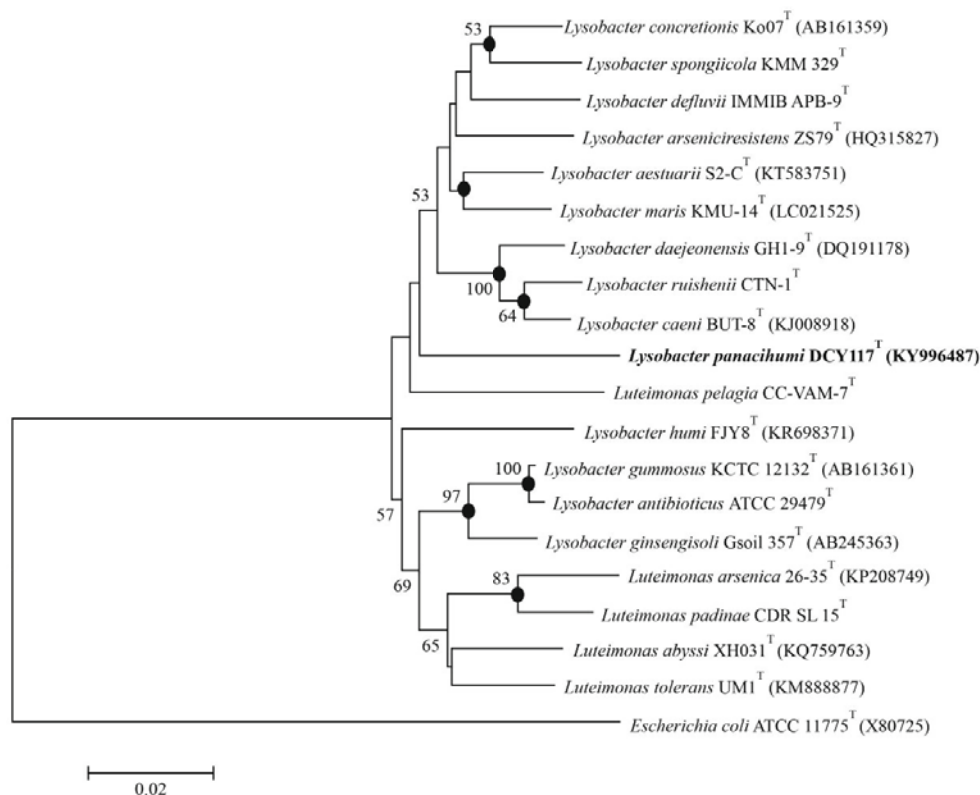 53
Lysobacter concretionis Ko07T (AB161359)
Lysobacter spongiicola KMM 329T
Lysobacter defluvii IMMIB APB-9T
Lysobacter arseniciresistens ZS79T (HQ315827)
Lysobacter aestuarii S2-CT (KT583751)
53
Lysobacter maris KMU-14T (LC021525)
Lysobacter daejeonensis GH1-9T (DQ191178)
100
Lysobacter ruishenii CTN-1T
64
Lysobacter caeni BUT-8T (KJ008918)
Lysobacter panacihumi DCY117T (KY996487)
Luteimonas pelagia CC-VAM-7T
Lysobacter humi FJY8T (KR698371)
100
Lysobacter gummosus KCTC 12132T (AB161361)
97
Lysobacter antibioticus ATCC 29479T
57
Lysobacter ginsengisoli Gsoil 357T (AB245363)
69
83
Luteimonas arsenica 26-35T (KP208749)
Luteimonas padinae CDR SL 15T
65
Luteimonas abyssi XH031T (KQ759763)
Luteimonas tolerans UM1T (KM888877)
Escherichia coli ATCC 11775T (X80725)
0.02